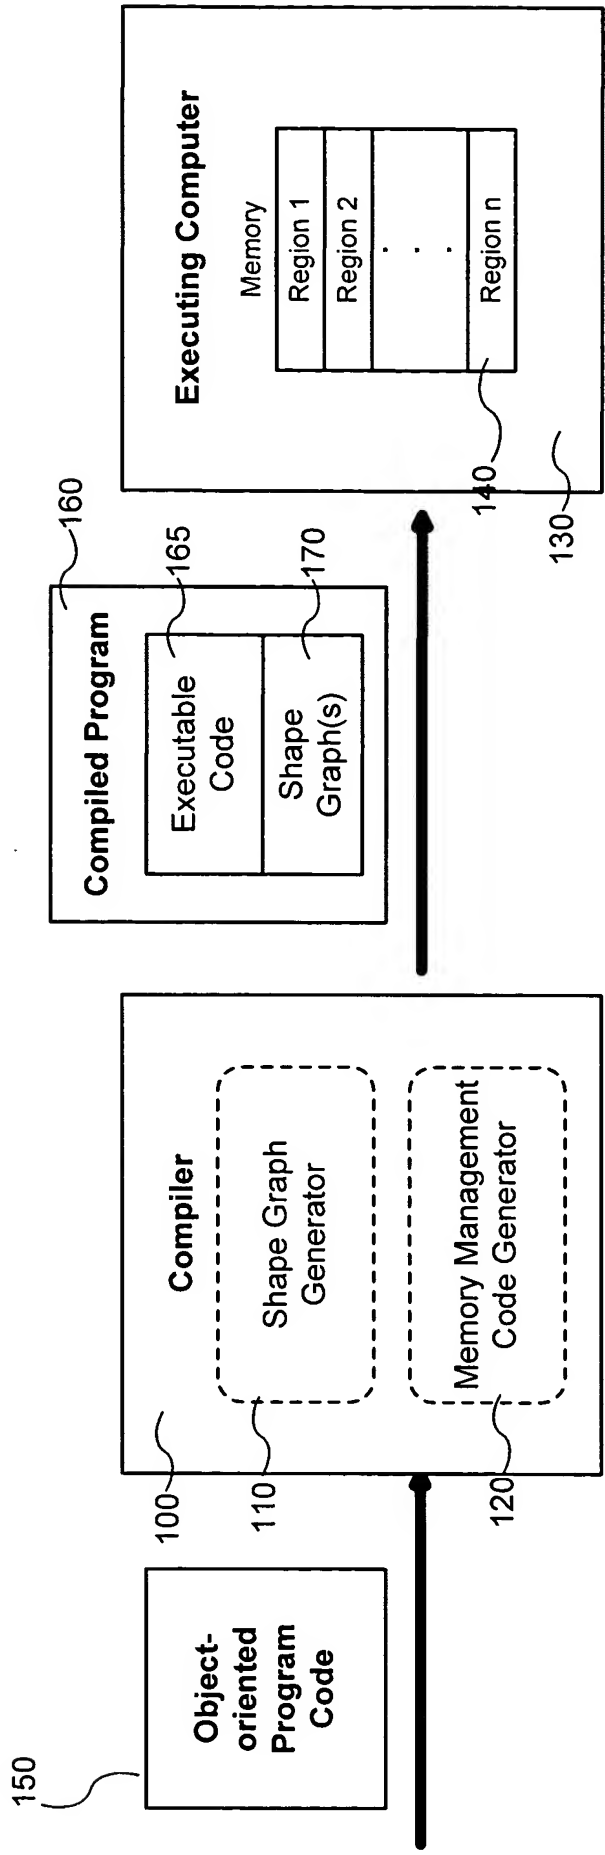 150
Object-
oriented
Program
Code
Compiler
100
Shape Graph
Generator
110
Memory Management
Code Generator
120
Compiled Program
160
Executable
Code
165
Shape
Graph(s)
170
Executing Computer
Memory
Region 1
Region 2
. . .
Region n
140
130